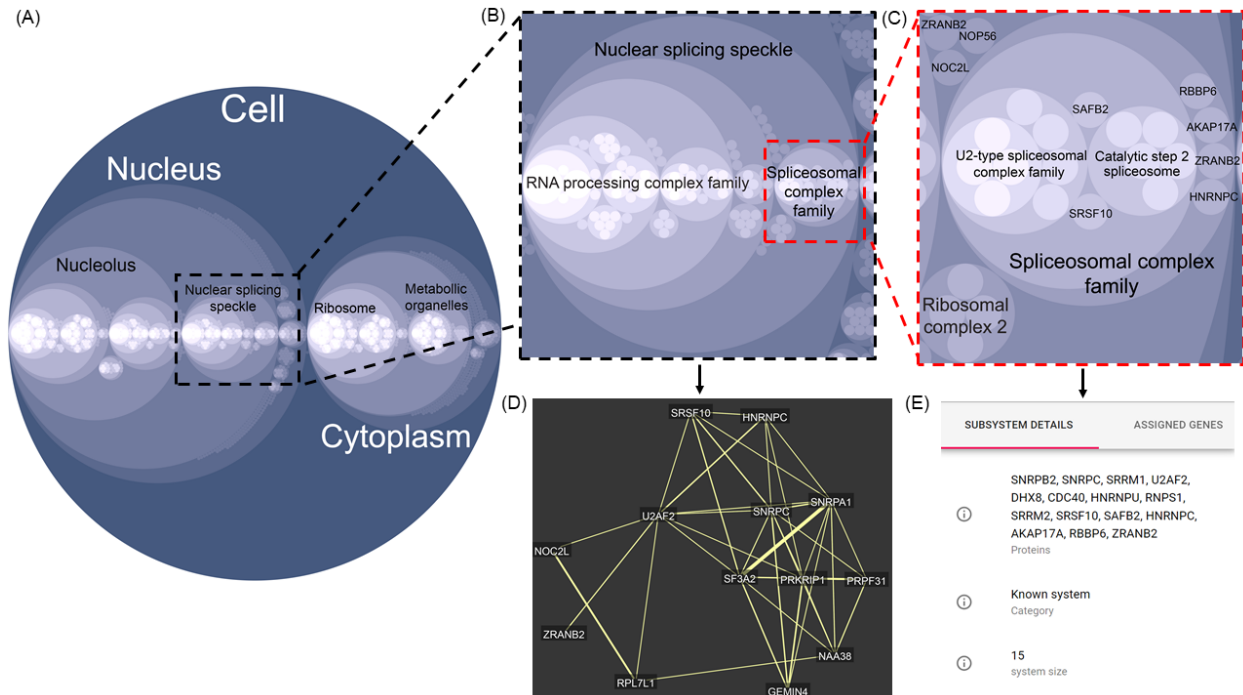 (A)
Cell
Nucleus
Nucleolus
Nuclear splicing
speckle
Ribosome
Metabollic
organelles
Cytoplasm
(B)
Nuclear splicing speckle
RNA processing complex family
Spliceosomal
complex
family
(C)
ZRANB2
NOP56
NOC2L
SAFB2
RBBP6
AKAP17A
U2-type spliceosomal
complex family
Catalytic step 2
spliceosome
ZRANB2
HNRNPC
SRSF10
Spliceosomal complex
family
Ribosomal
complex 2
(D)
SRSF10
HNRNPC
SNRPA1
U2AF2
SNRPC
NOC2L
SF3A2
PRKRIP1
PRPF31
ZRANB2
NAA38
RPL7L1
GEMIN4
(E)
SUBSYSTEM DETAILS
ASSIGNED GENES
SNRPB2, SNRPC, SRRM1, U2AF2,
DHX8, CDC40, HNRNPU, RNPS1,
SRRM2, SRSF10, SAFB2, HNRNPC,
AKAP17A, RBBP6, ZRANB2
Proteins
Known system
Category
15
system size